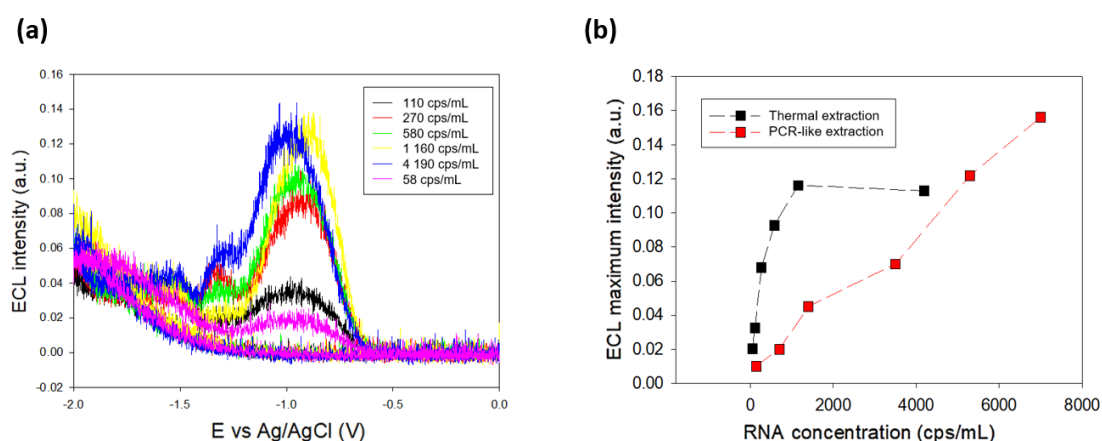 (a)
ECL intensity (a.u.)
0.16
0.14
0.12
0.10
0.08
0.06
0.04
0.02
0.00
-0.02
110 cps/mL
270 cps/mL
580 cps/mL
1 160 cps/mL
4 190 cps/mL
58 cps/mL
-2.0 -1.5 -1.0 -0.5 0.0
E vs Ag/AgCl (V)
(b)
ECL maximum intensity (a.u.)
0.18
0.16
0.14
0.12
0.10
0.08
0.06
0.04
0.02
0.00
Thermal extraction
PCR-like extraction
0 2000 4000 6000 8000
RNA concentration (cps/mL)